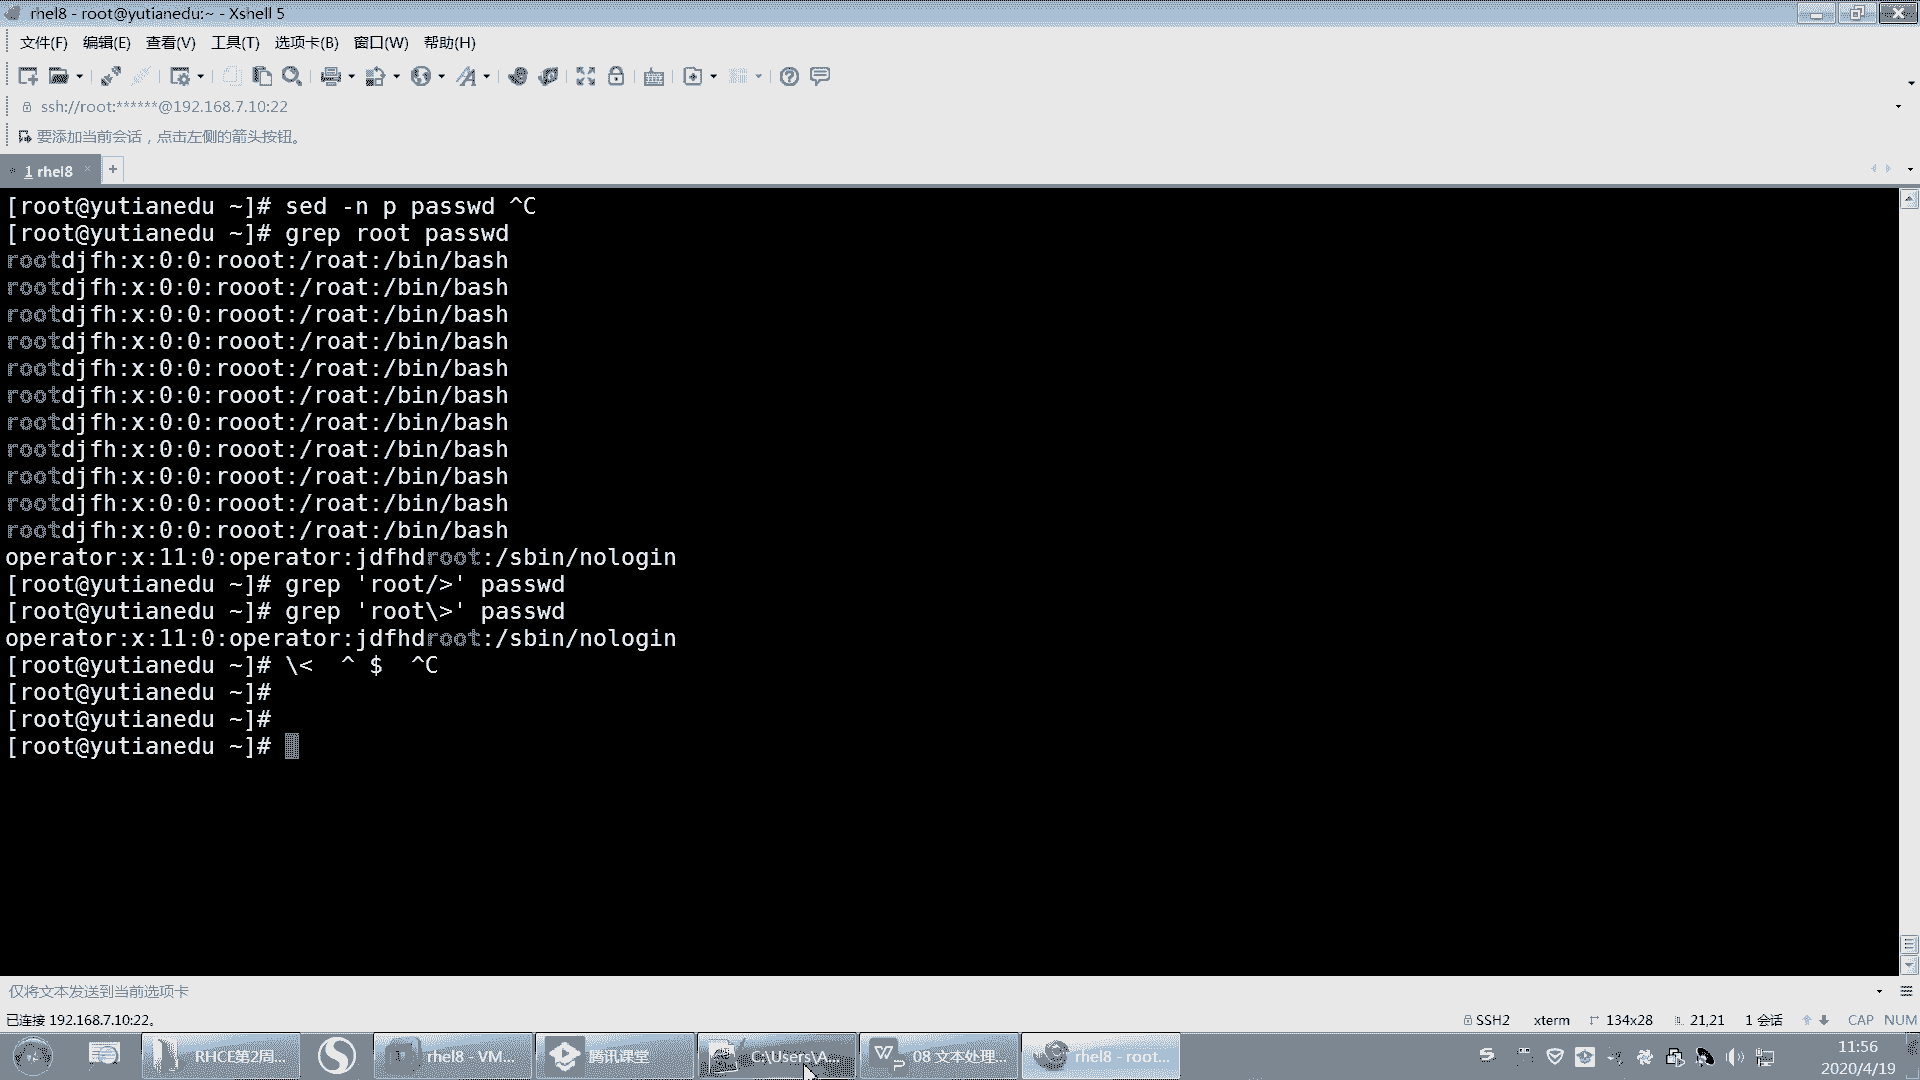 rhel8 - root@yutianedu:~ - Xshell 5
文件(F) 编辑(E) 查看(V) 工具(T) 选项卡(B) 窗口(W) 帮助(H)
ssh://root:******@192.168.7.10:22
要添加当前会话，点击左侧的箭头按钮。
1 rhel8 × +
[root@yutianedu ~]# sed -n p passwd ^C
[root@yutianedu ~]# grep root passwd
rootdjfh:x:0:0:rooot:/roat:/bin/bash
rootdjfh:x:0:0:rooot:/roat:/bin/bash
rootdjfh:x:0:0:rooot:/roat:/bin/bash
rootdjfh:x:0:0:rooot:/roat:/bin/bash
rootdjfh:x:0:0:rooot:/roat:/bin/bash
rootdjfh:x:0:0:rooot:/roat:/bin/bash
rootdjfh:x:0:0:rooot:/roat:/bin/bash
rootdjfh:x:0:0:rooot:/roat:/bin/bash
rootdjfh:x:0:0:rooot:/roat:/bin/bash
rootdjfh:x:0:0:rooot:/roat:/bin/bash
rootdjfh:x:0:0:rooot:/roat:/bin/bash
operator:x:11:0:operator:jdfhdroot:/sbin/nologin
[root@yutianedu ~]# grep 'root/>' passwd
[root@yutianedu ~]# grep 'root\>' passwd
operator:x:11:0:operator:jdfhdroot:/sbin/nologin
[root@yutianedu ~]# \<  ^ $  ^C
[root@yutianedu ~]#
[root@yutianedu ~]#
[root@yutianedu ~]#
仅将文本发送到当前选项卡
已连接 192.168.7.10:22。 SSH2 xterm 134x28 21,21 1 会话 CAP NUM
RHCE第2周... rhel8 - VM... 腾讯课堂 C:\Users\A... 08 文本处理... rhel8 - root...
11:56
2020/4/19